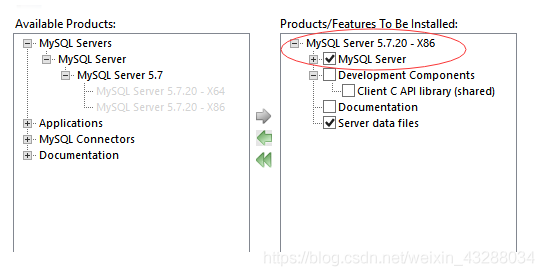 Available Products:
MySQL Servers
MySQL Server
MySQL Server 5.7
MySQL Server 5.7.20 - X64
MySQL Server 5.7.20 - X86
Applications
MySQL Connectors
Documentation
Products/Features To Be Installed:
MySQL Server 5.7.20 - X86
MySQL Server
Development Components
Client C API library (shared)
Documentation
Server data files
https://blog.csdn.net/weixin_43288034